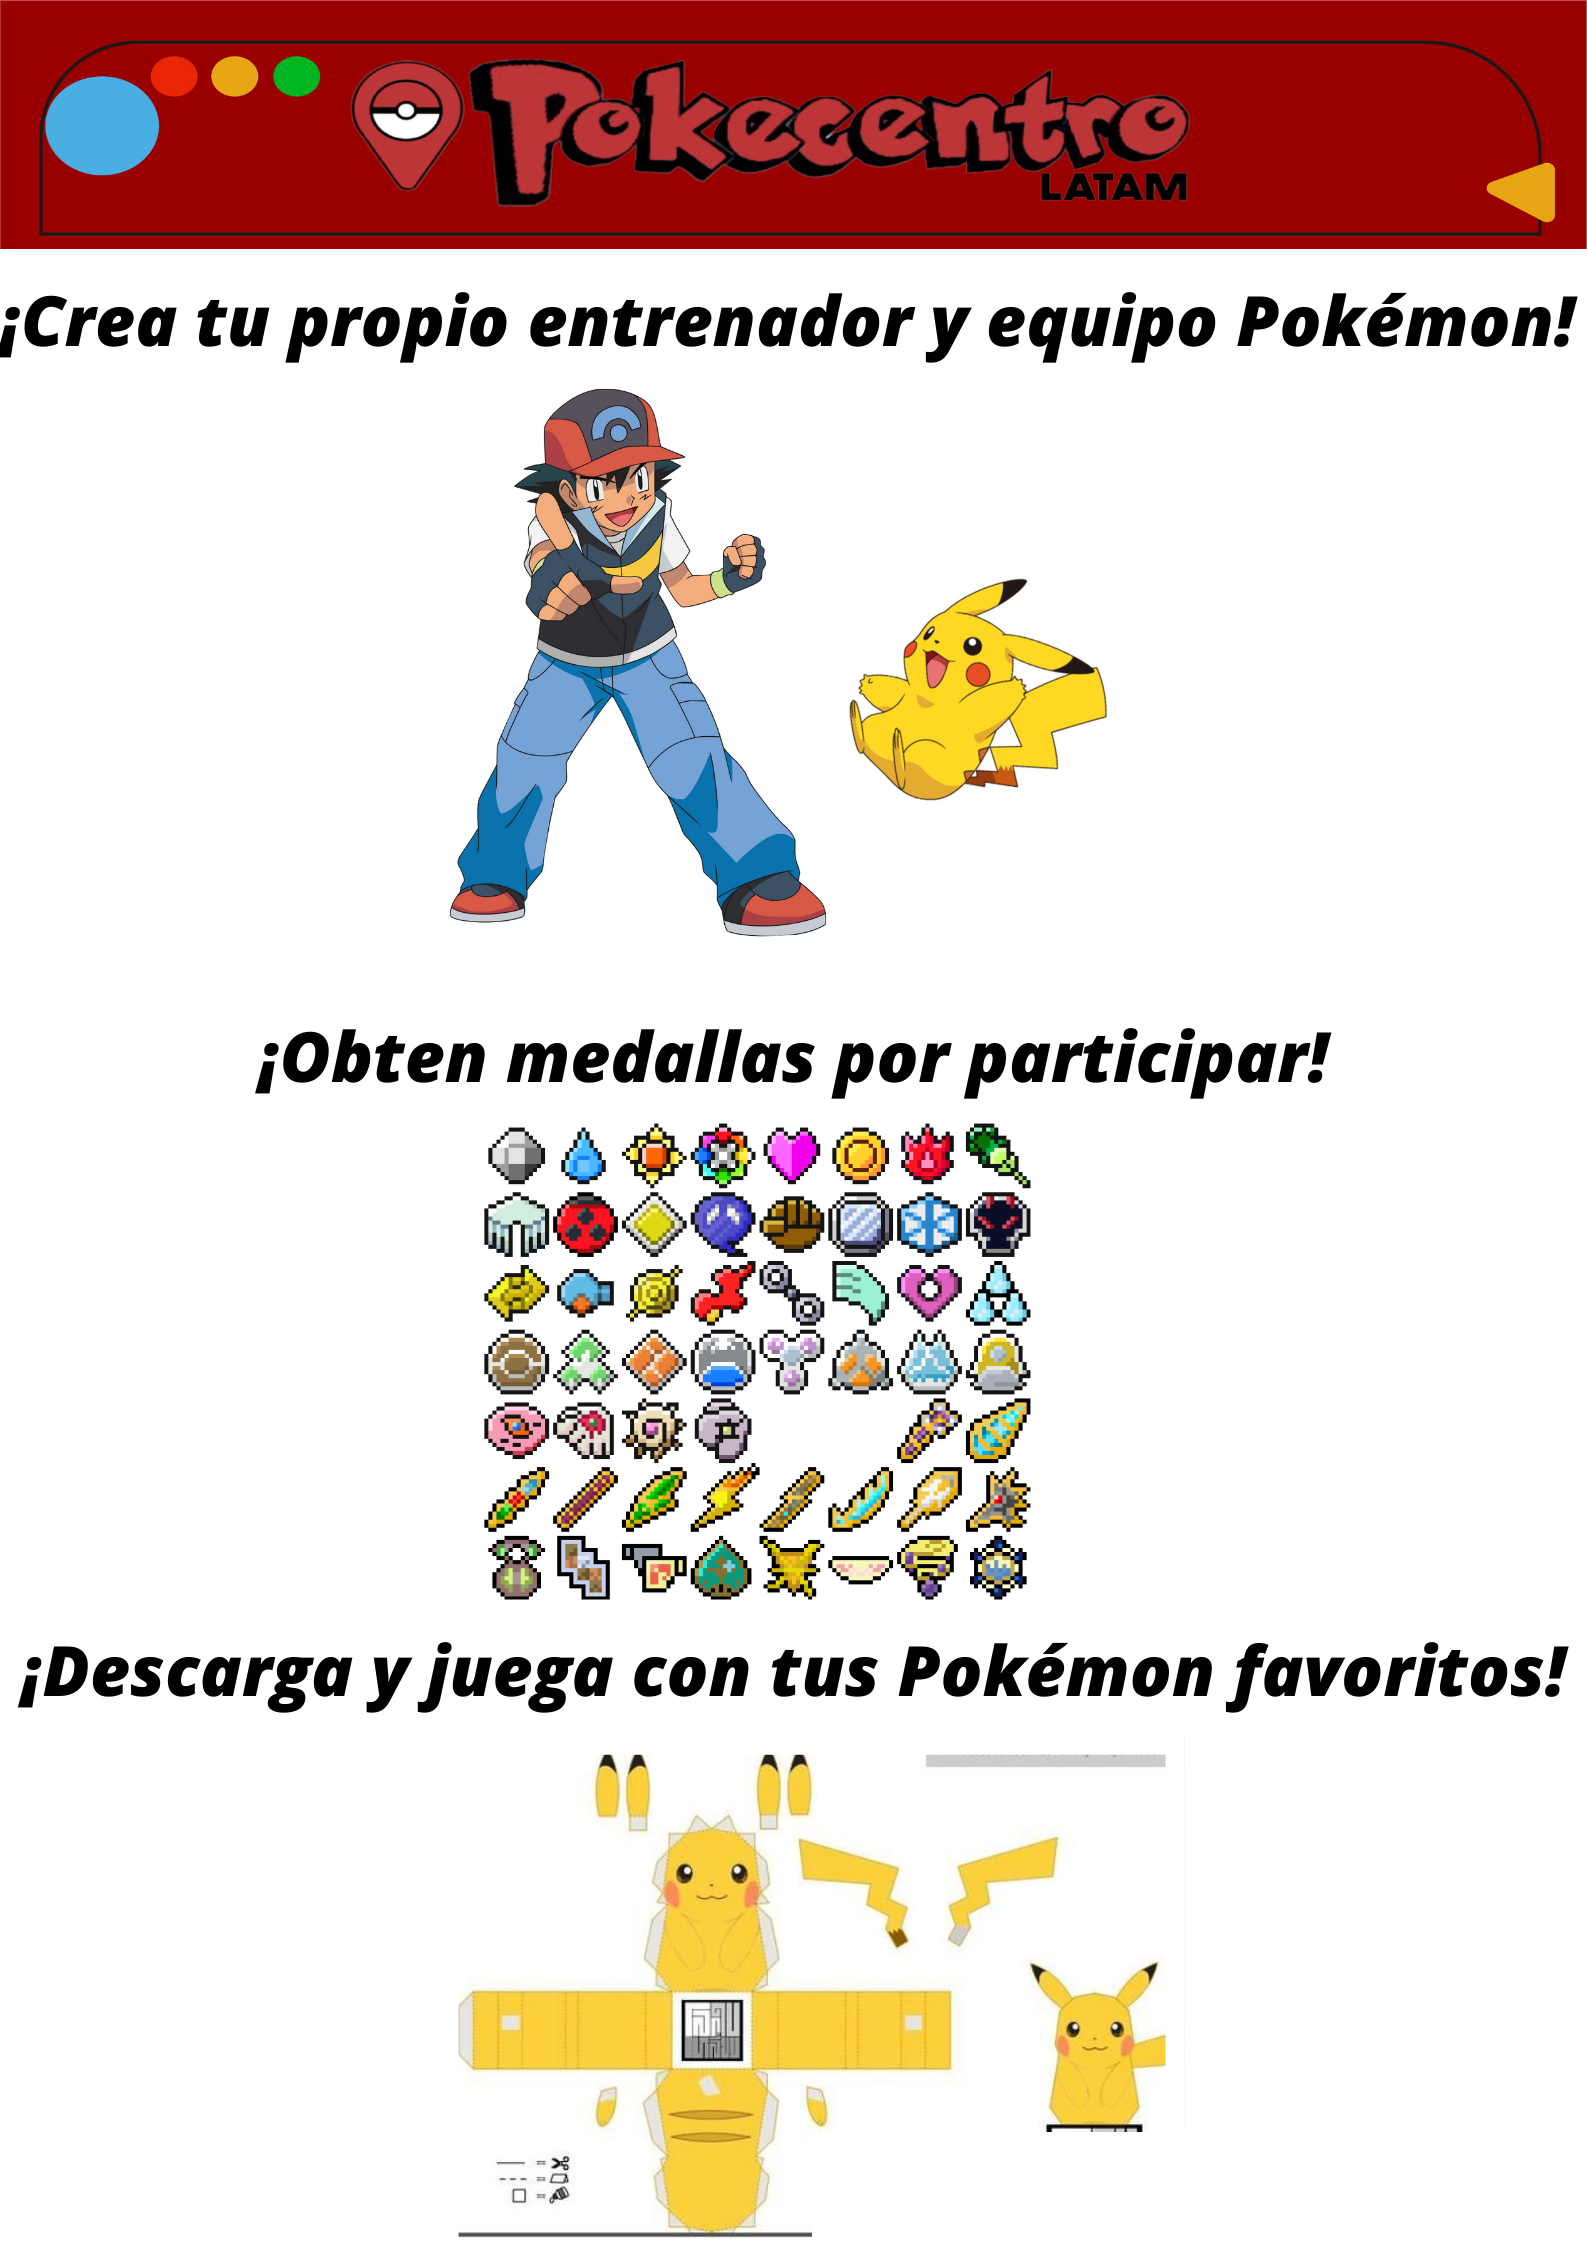 Pokecentro
LATAM
¡Crea tu propio entrenador y equipo Pokémon!
¡Obten medallas por participar!
¡Descarga y juega con tus Pokémon favoritos!